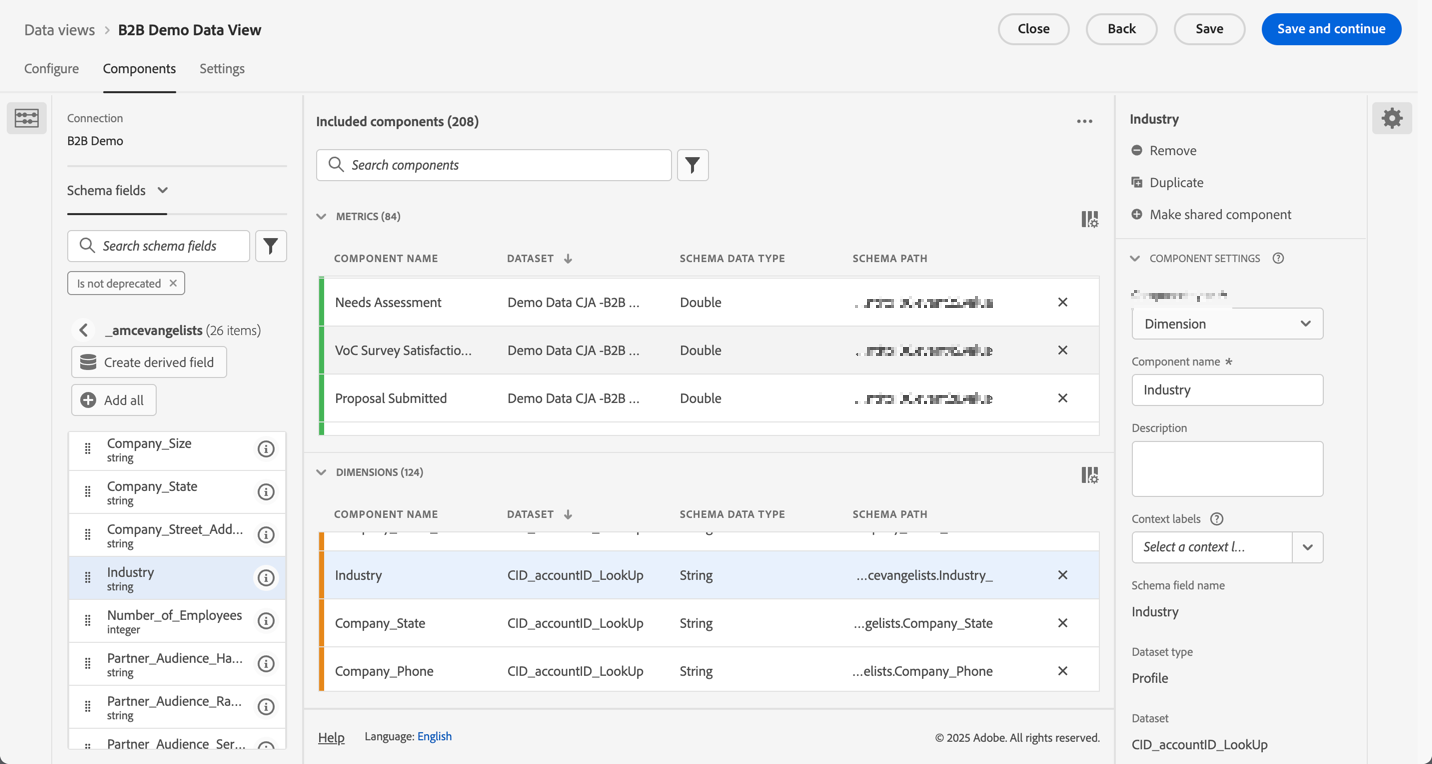 Data views > B2B Demo Data View
Close
Back
Save
Save and continue
Configure
Components
Settings
Connection
B2B Demo
Schema fields
Search schema fields
Is not deprecated
_amcevangelists (26 items)
Create derived field
Add all
Company_Size
string
Company_State
string
Company_Street_Add...
string
Industry
string
Number_of_Employees
integer
Partner_Audience_Ha...
string
Partner_Audience_Ra...
string
Partner_Audience_Ser...
Included components (208)
Search components
METRICS (84)
COMPONENT NAME DATASET SCHEMA DATA TYPE SCHEMA PATH
Needs Assessment Demo Data CJA -B2B ... Double
VoC Survey Satisfactio... Demo Data CJA -B2B ... Double
Proposal Submitted Demo Data CJA -B2B ... Double
DIMENSIONS (124)
COMPONENT NAME DATASET SCHEMA DATA TYPE SCHEMA PATH
Industry CID_accountID_LookUp String ...cevangelists.Industry_
Company_State CID_accountID_LookUp String ...gelists.Company_State
Company_Phone CID_accountID_LookUp String ...elists.Company_Phone
Help
Language: English
© 2025 Adobe. All rights reserved.
Industry
Remove
Duplicate
Make shared component
COMPONENT SETTINGS
Dimension
Component name *
Industry
Description
Context labels
Select a context l...
Schema field name
Industry
Dataset type
Profile
Dataset
CID_accountID_LookUp